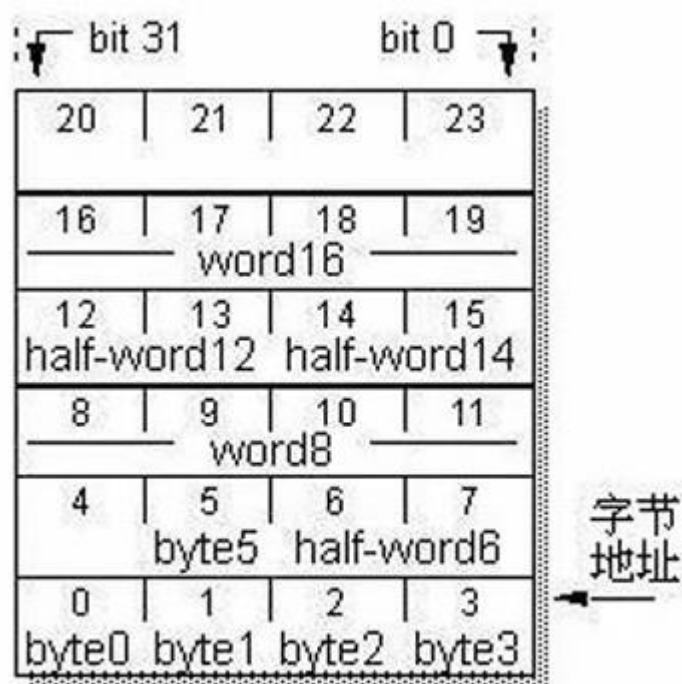 bit 31 bit 0
20 21 22 23
16 17 18 19
word16
12 13 14 15
half-word12 half-word14
8 9 10 11
word8
4 5 6 7
byte5 half-word6
字节
地址
0 1 2 3
byte0 byte1 byte2 byte3